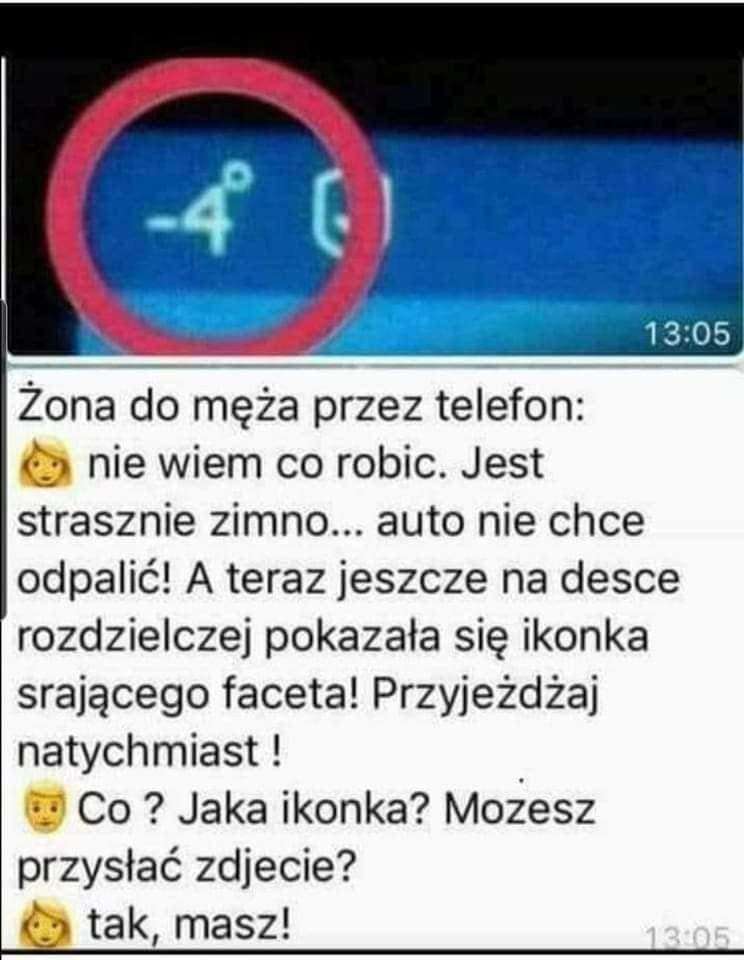 -4°
13:05
Żona do męża przez telefon:
👩 nie wiem co robic. Jest
strasznie zimno... auto nie chce
odpalić! A teraz jeszcze na desce
rozdzielczej pokazała się ikonka
srającego faceta! Przyjeżdżaj
natychmiast !
👨 Co ? Jaka ikonka? Możesz
przysłać zdjecie?
👩 tak, masz!
13:05